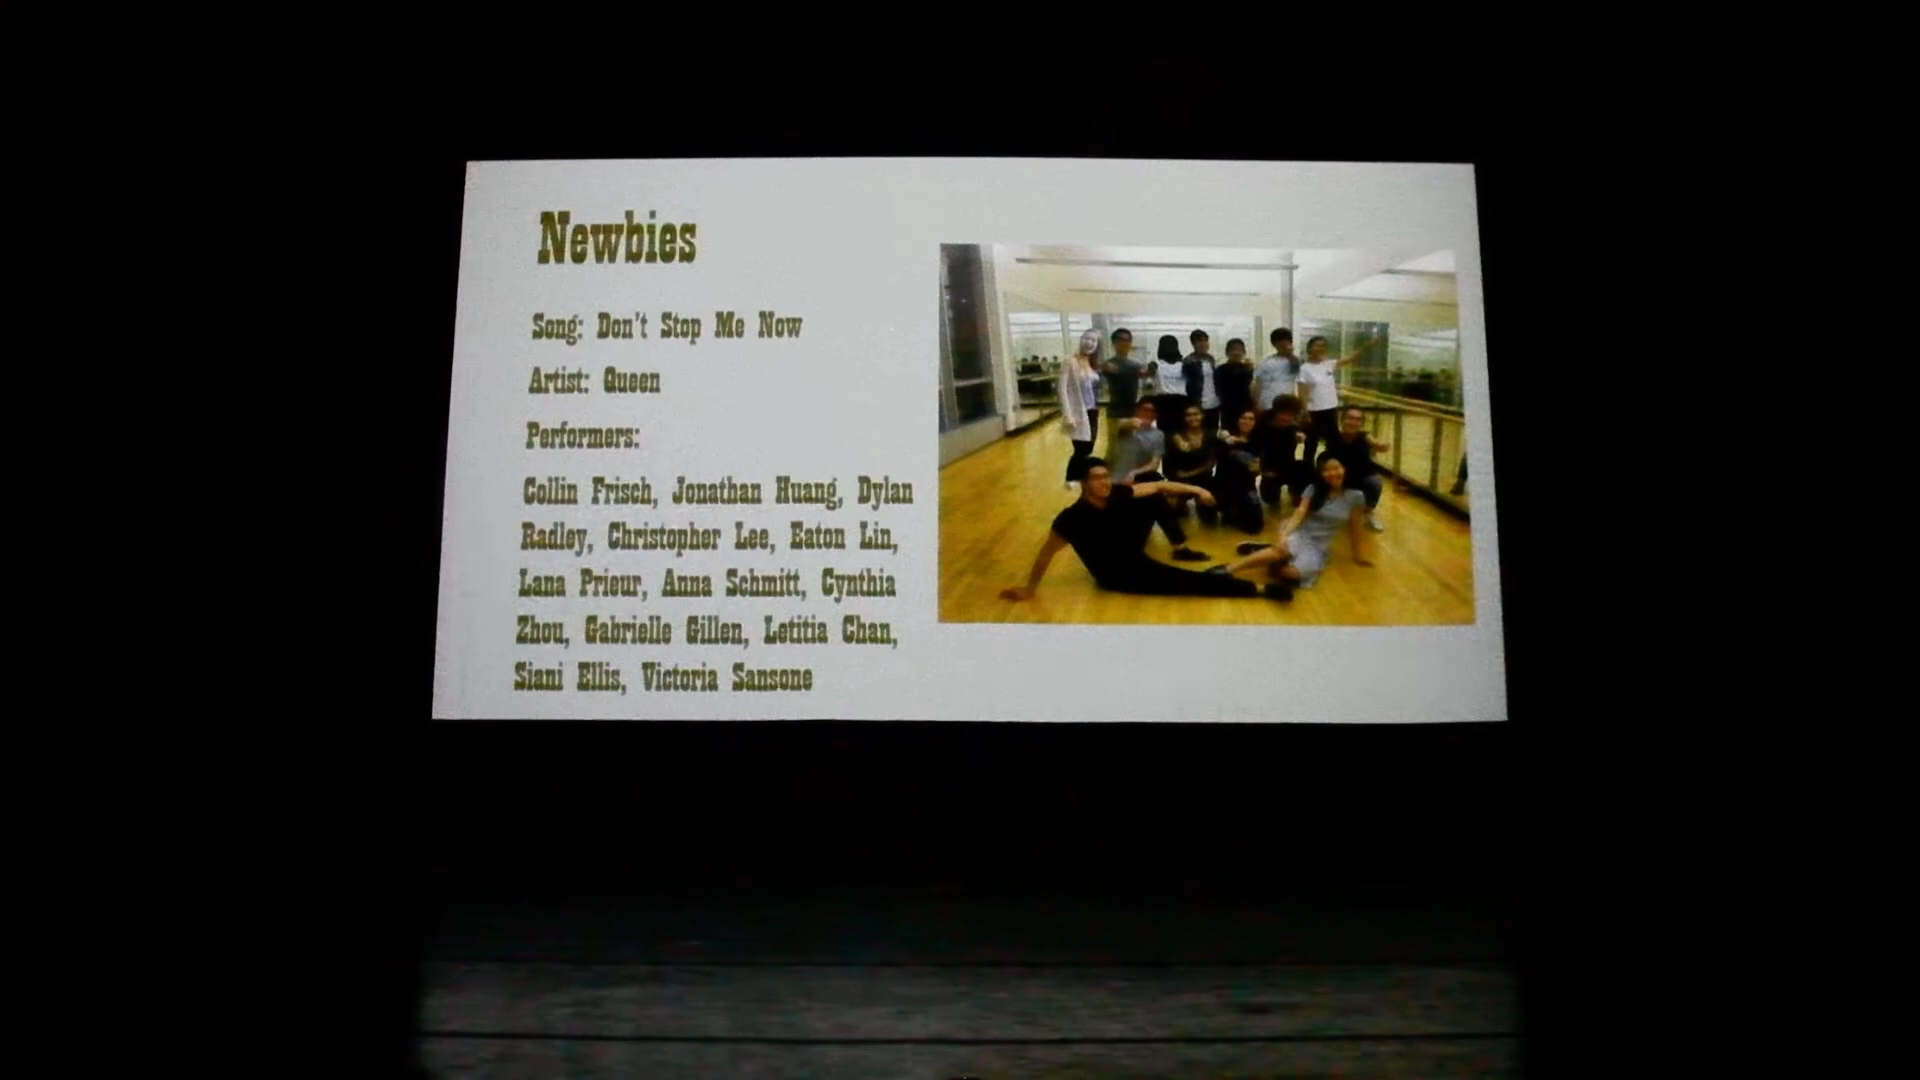 Newbies
Song: Don't Stop Me Now
Artist: Queen
Performers:
Collin Frisch, Jonathan Huang, Dylan
Radley, Christopher Lee, Eaton Lin,
Lana Prieur, Anna Schmitt, Cynthia
Zhou, Gabrielle Gillen, Letitia Chan,
Siani Ellis, Victoria Sansone